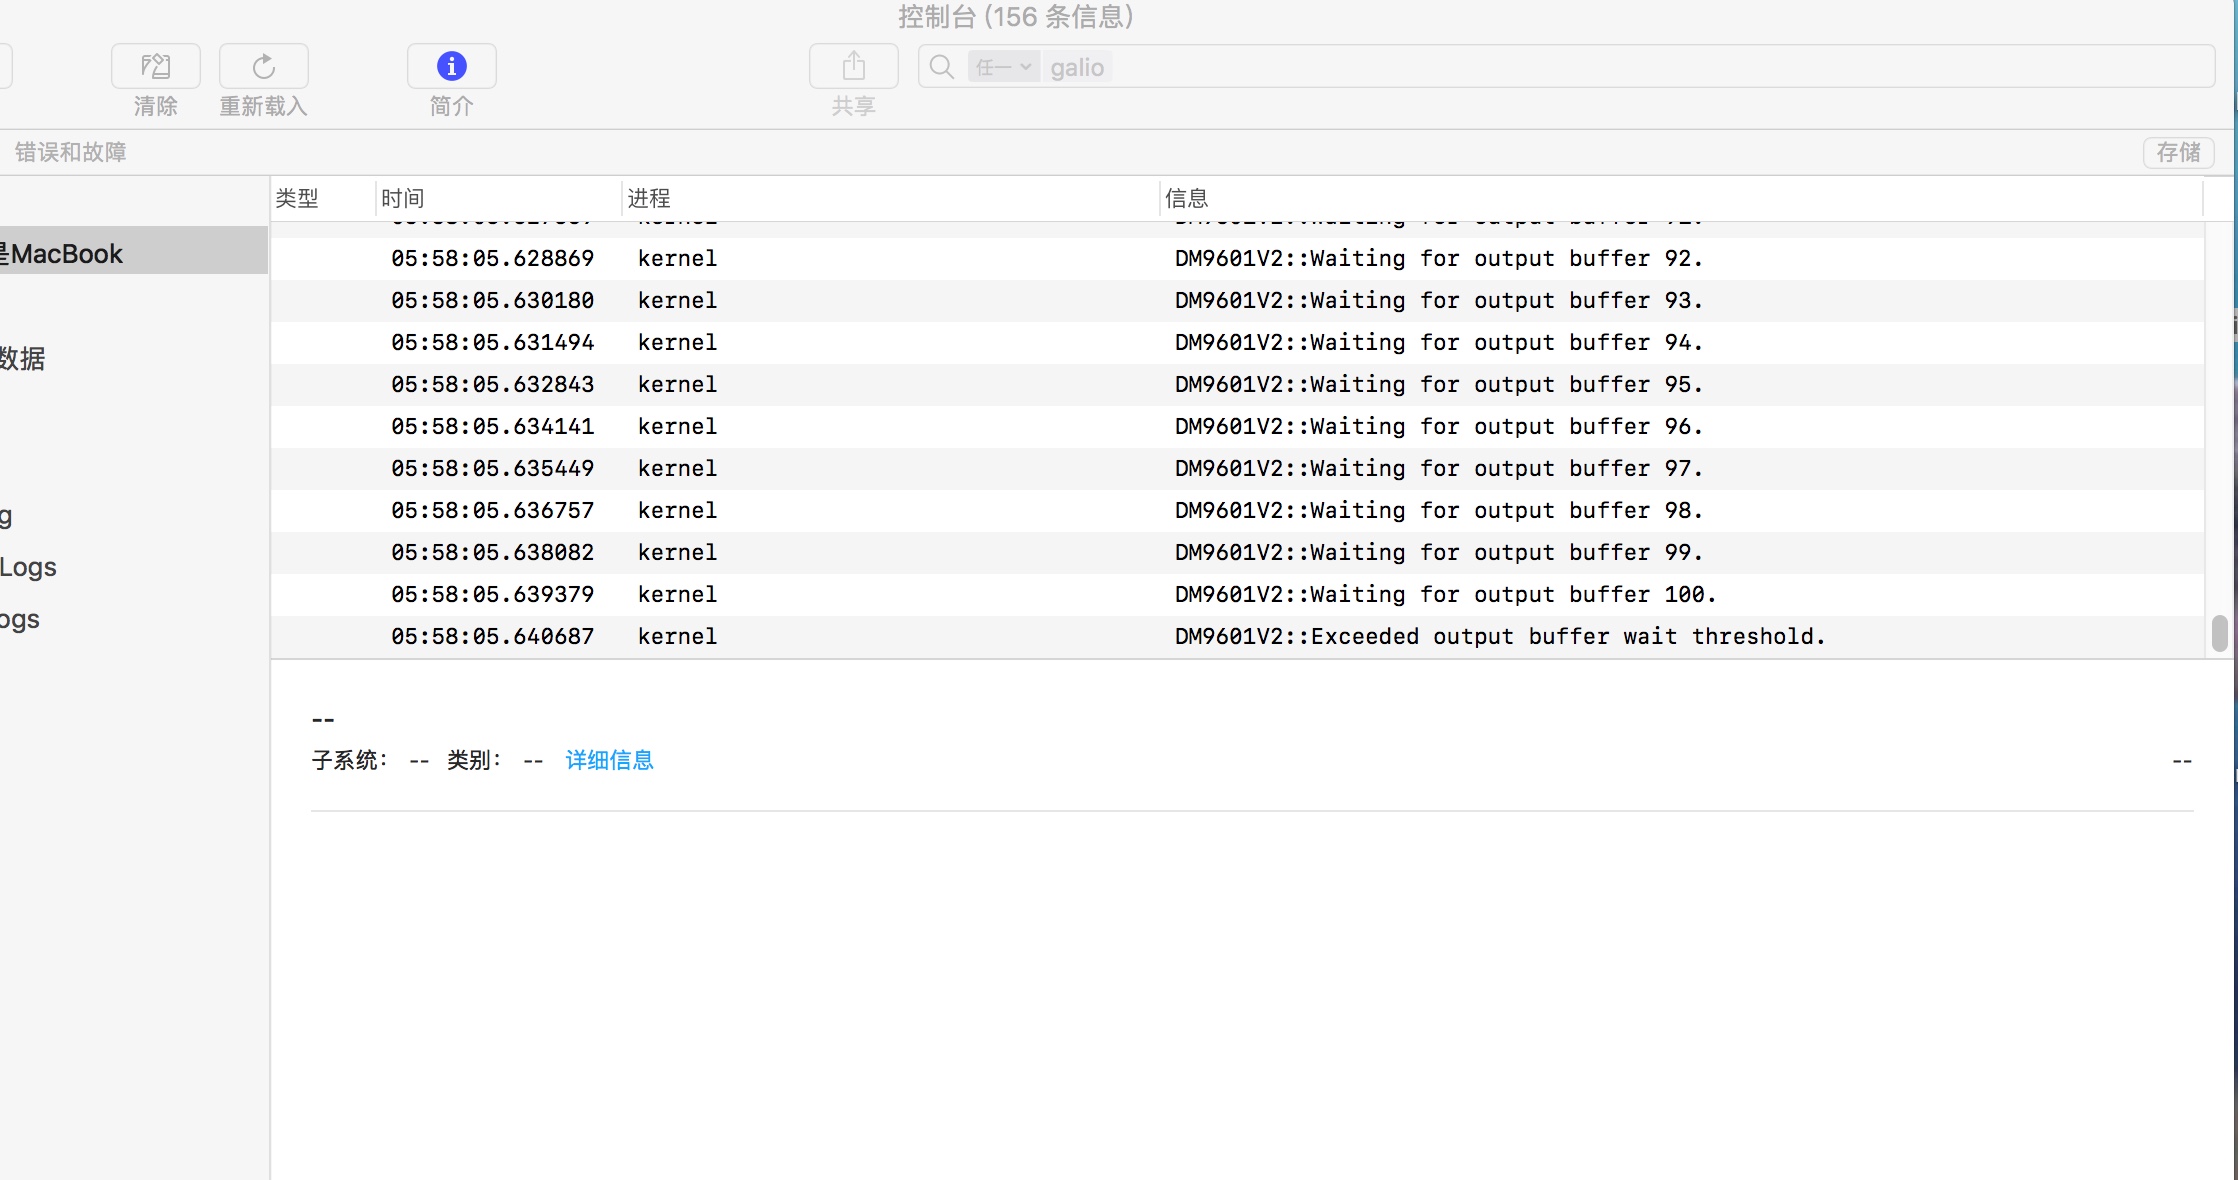 控制台 (156 条信息)
清除
重新载入
简介
共享
任一 galio
错误和故障
存储
类型 时间 进程 信息
MacBook
数据
g
Logs
ogs
05:58:05.628869 kernel DM9601V2::Waiting for output buffer 92.
05:58:05.630180 kernel DM9601V2::Waiting for output buffer 93.
05:58:05.631494 kernel DM9601V2::Waiting for output buffer 94.
05:58:05.632843 kernel DM9601V2::Waiting for output buffer 95.
05:58:05.634141 kernel DM9601V2::Waiting for output buffer 96.
05:58:05.635449 kernel DM9601V2::Waiting for output buffer 97.
05:58:05.636757 kernel DM9601V2::Waiting for output buffer 98.
05:58:05.638082 kernel DM9601V2::Waiting for output buffer 99.
05:58:05.639379 kernel DM9601V2::Waiting for output buffer 100.
05:58:05.640687 kernel DM9601V2::Exceeded output buffer wait threshold.
--
子系统： -- 类别： -- 详细信息 --